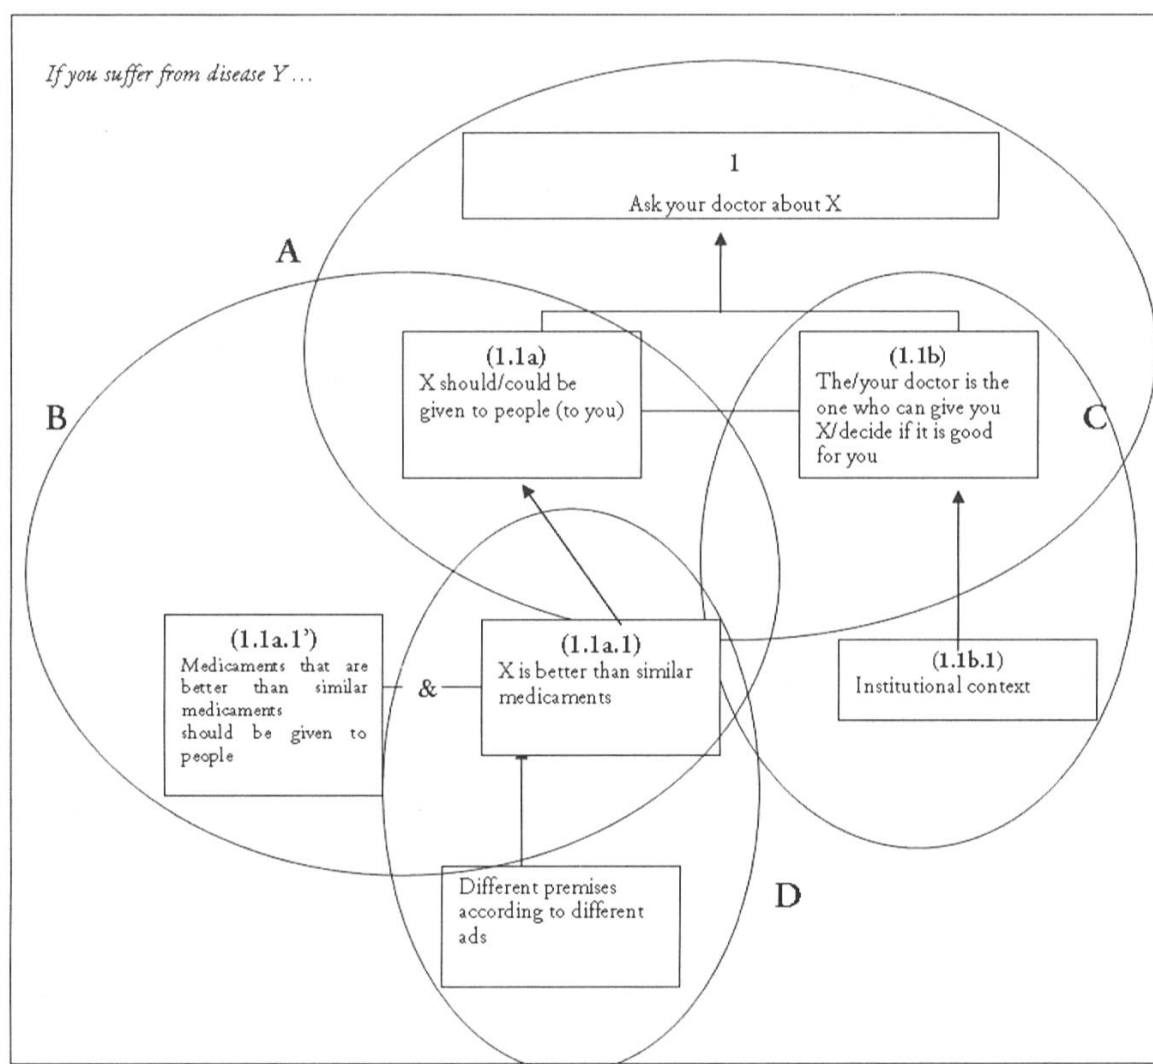 If you suffer from disease Y…
1
Ask your doctor about X
A
(1.1a)
X should/could be
given to people (to you)
(1.1b)
The/your doctor is the
one who can give you
X/decide if it is good
for you
B
C
(1.1a.1’)
Medicaments that are
better than similar
medicaments
should be given to
people
&
(1.1a.1)
X is better than similar
medicaments
(1.1b.1)
Institutional context
Different premises
according to different
ads
D